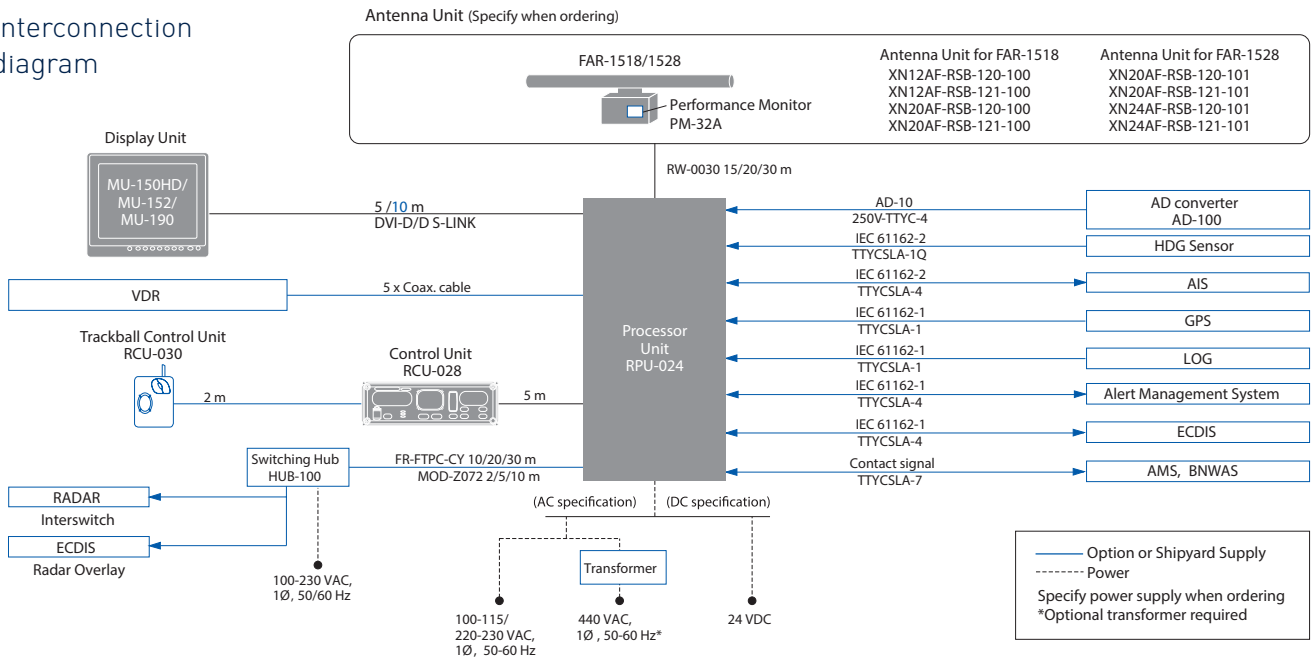 nterconnection
diagram
Antenna Unit (Specify when ordering)
FAR-1518/1528
Performance Monitor
PM-32A
Antenna Unit for FAR-1518
XN12AF-RSB-120-100
XN12AF-RSB-121-100
XN20AF-RSB-120-100
XN20AF-RSB-121-100
Antenna Unit for FAR-1528
XN20AF-RSB-120-101
XN20AF-RSB-121-101
XN24AF-RSB-120-101
XN24AF-RSB-121-101
RW-0030 15/20/30 m
Display Unit
MU-150HD/
MU-152/
MU-190
5 /10 m
DVI-D/D S-LINK
VDR
5 x Coax. cable
Trackball Control Unit
RCU-030
2 m
Control Unit
RCU-028
5 m
Processor
Unit
RPU-024
AD-10
250V-TTYC-4
AD converter
AD-100
IEC 61162-2
TTYCSLA-1Q
HDG Sensor
IEC 61162-2
TTYCSLA-4
AIS
IEC 61162-1
TTYCSLA-1
GPS
IEC 61162-1
TTYCSLA-1
LOG
IEC 61162-1
TTYCSLA-4
Alert Management System
IEC 61162-1
TTYCSLA-4
ECDIS
Contact signal
TTYCSLA-7
AMS, BNWAS
Switching Hub
HUB-100
FR-FTPC-CY 10/20/30 m
MOD-Z072 2/5/10 m
RADAR
Interswitch
ECDIS
Radar Overlay
100-230 VAC,
1Ø, 50/60 Hz
(AC specification)
(DC specification)
Transformer
100-115/
220-230 VAC,
1Ø, 50-60 Hz
440 VAC,
1Ø , 50-60 Hz*
24 VDC
Option or Shipyard Supply
Power
Specify power supply when ordering
*Optional transformer required